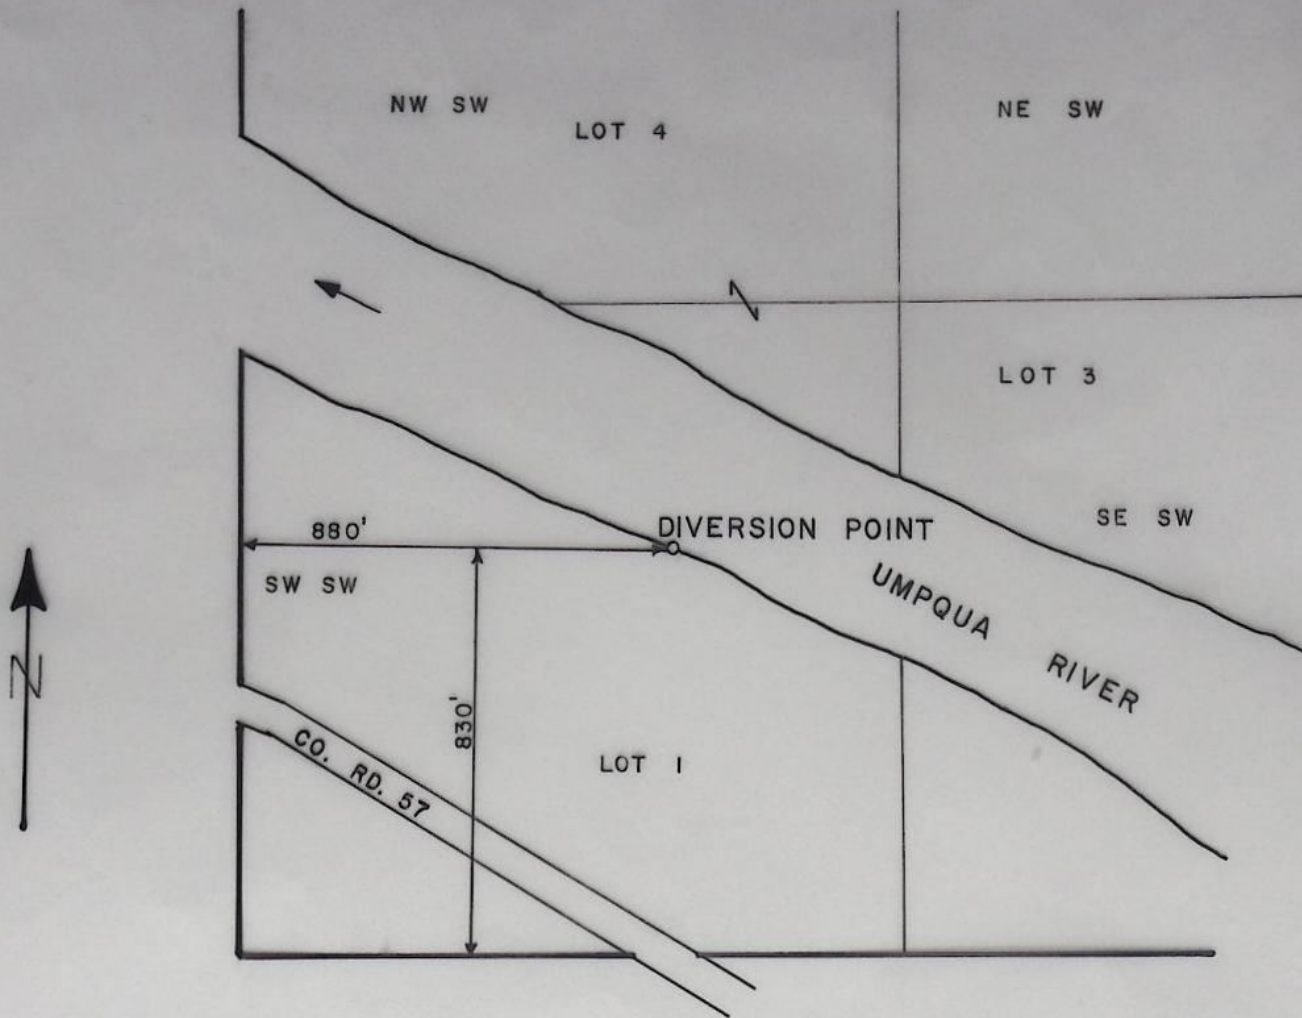 NW SW
LOT 4
NE SW
LOT 3
SE SW
DIVERSION POINT
880'
SW SW
UMPQUA RIVER
830'
LOT 1
CO. RD. 57
N